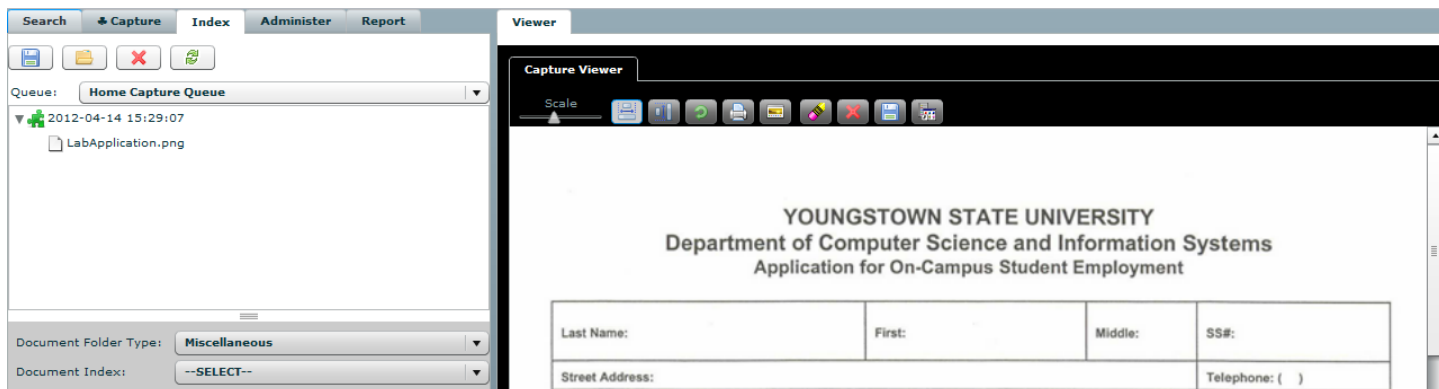 Search
Capture
Index
Administer
Report
Queue:
Home Capture Queue
2012-04-14 15:29:07
LabApplication.png
Document Folder Type:
Miscellaneous
Document Index:
--SELECT--
Viewer
Capture Viewer
Scale
YOUNGSTOWN STATE UNIVERSITY
Department of Computer Science and Information Systems
Application for On-Campus Student Employment
Last Name:
First:
Middle:
SS#:
Street Address:
Telephone: ( )